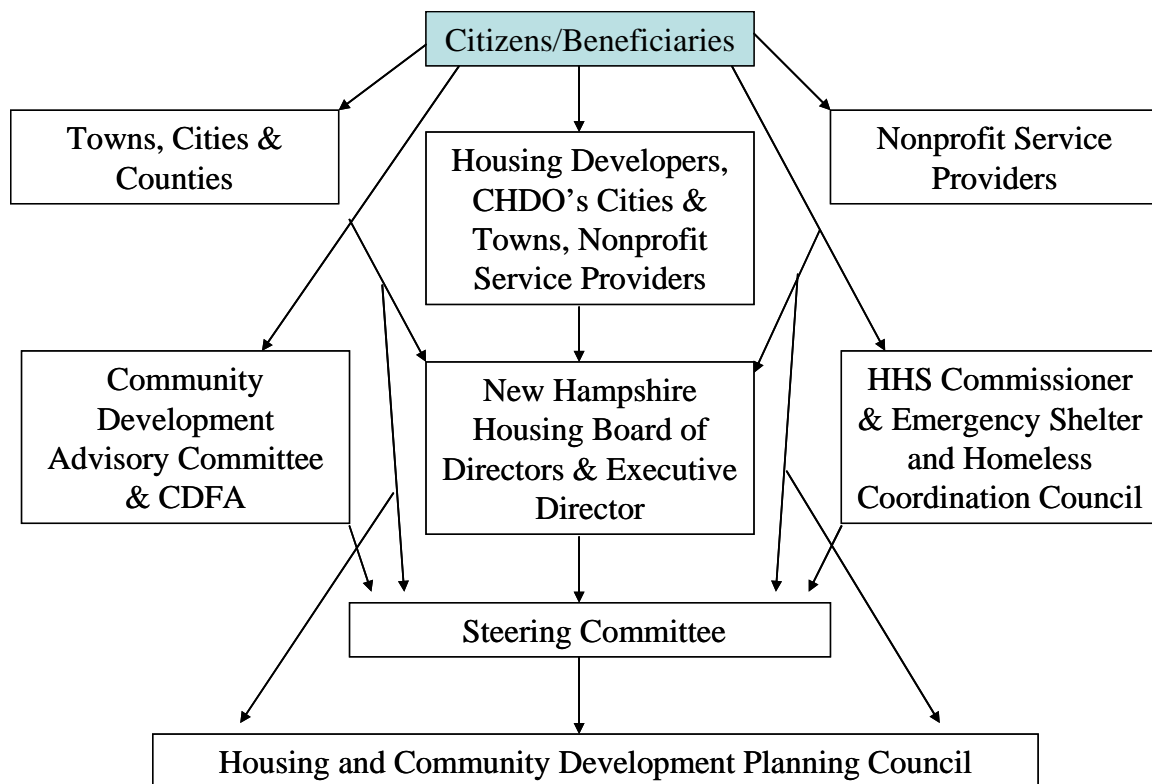 Citizens/Beneficiaries
Towns, Cities &
Counties
Housing Developers,
CHDO's Cities &
Towns, Nonprofit
Service Providers
Nonprofit Service
Providers
Community
Development
Advisory Committee
& CDFA
New Hampshire
Housing Board of
Directors & Executive
Director
HHS Commissioner
& Emergency Shelter
and Homeless
Coordination Council
Steering Committee
Housing and Community Development Planning Council